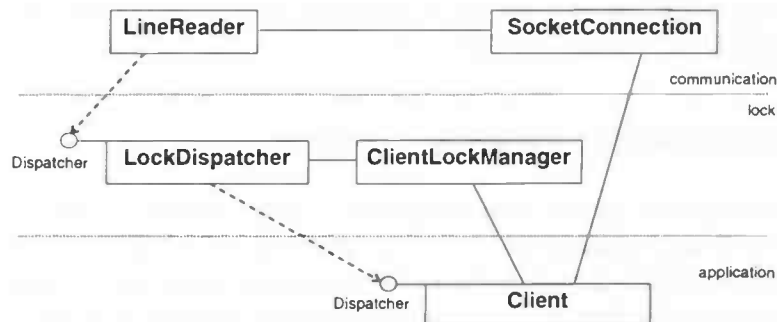 LineReader
SocketConnection
communication
lock
Dispatcher
LockDispatcher
ClientLockManager
application
Dispatcher
Client